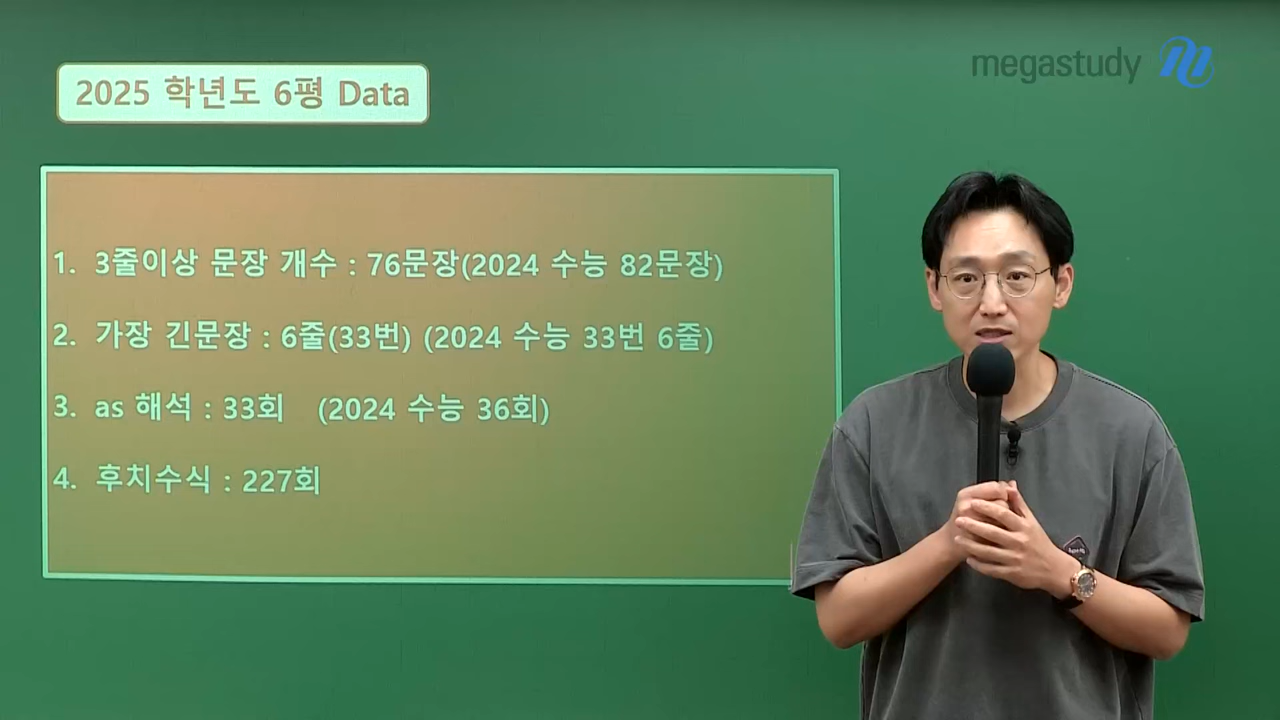 megastudy
2025 학년도 6평 Data
1. 3줄이상 문장 개수 : 76문장(2024 수능 82문장)
2. 가장 긴문장 : 6줄(33번) (2024 수능 33번 6줄)
3. as 해석 : 33회 (2024 수능 36회)
4. 후치수식 : 227회